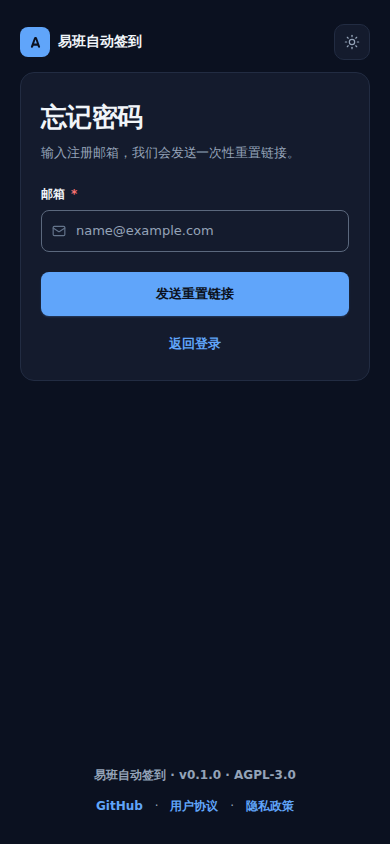 A 易班自动签到
忘记密码
输入注册邮箱，我们会发送一次性重置链接。
邮箱 *
name@example.com
发送重置链接
返回登录
易班自动签到 · v0.1.0 · AGPL-3.0
GitHub · 用户协议 · 隐私政策